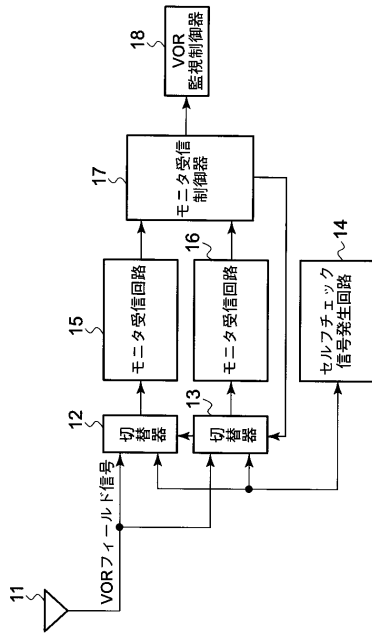 11
VORフィールド信号
12
切替器
13
切替器
15
モニタ受信回路
16
モニタ受信回路
14
セルフチェック
信号発生回路
17
モニタ受信
制御器
18
VOR
監視制御器